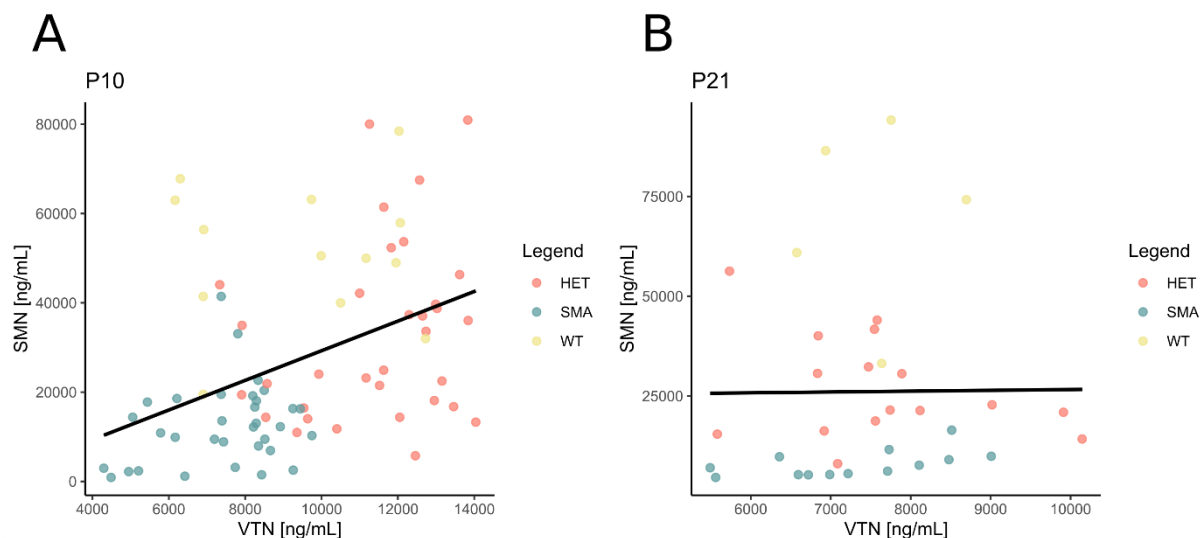 A
P10
80000
60000
40000
20000
0
SMN [ng/mL]
4000 6000 8000 10000 12000 14000
VTN [ng/mL]
Legend
HET
SMA
WT
B
P21
75000
50000
25000
SMN [ng/mL]
6000 7000 8000 9000 10000
VTN [ng/mL]
Legend
HET
SMA
WT